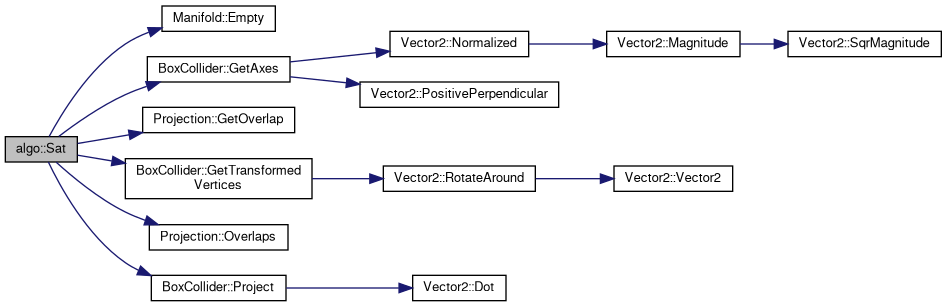 Manifold::Empty
Vector2::Normalized
Vector2::Magnitude
Vector2::SqrMagnitude
BoxCollider::GetAxes
Vector2::PositivePerpendicular
Projection::GetOverlap
algo::Sat
BoxCollider::GetTransformed
Vertices
Vector2::RotateAround
Vector2::Vector2
Projection::Overlaps
BoxCollider::Project
Vector2::Dot